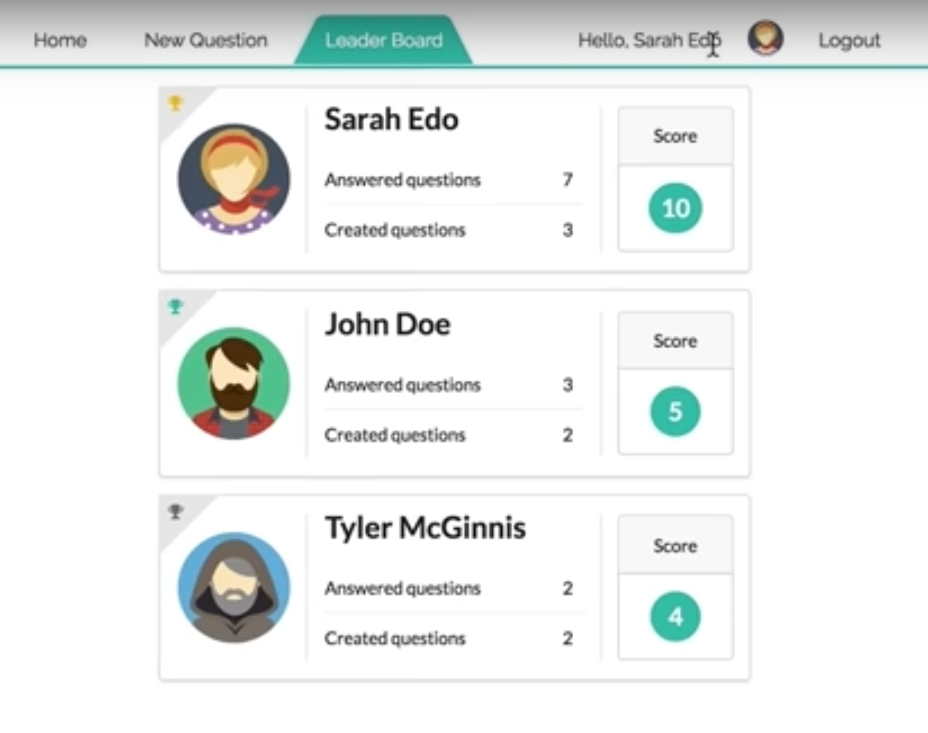 Home New Question Leader Board Hello, Sarah Edo Logout
Sarah Edo
Answered questions 7
Created questions 3
Score
10
John Doe
Answered questions 3
Created questions 2
Score
5
Tyler McGinnis
Answered questions 2
Created questions 2
Score
4